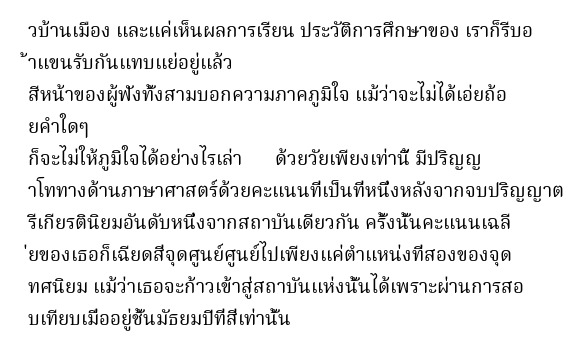 วบ้านเมือง และแค่เห็นผลการเรียน ประวัติการศึกษาของ เราก็รีบอ
้าแขนรับกันแทบแย่อยู่แล้ว
สีหน้าของผู้ฟังทั้งสามบอกความภาคภูมิใจ แม้ว่าจะไม่ได้เอ่ยถ้อ
ยคำใดๆ
ก็จะไม่ให้ภูมิใจได้อย่างไรเล่า ด้วยวัยเพียงเท่านี้ มีปริญญ
าโททางด้านภาษาศาสตร์ด้วยคะแนนที่เป็นที่หนึ่งหลังจากจบปริญญาต
รีเกียรตินิยมอันดับหนึ่งจากสถาบันเดียวกัน ครั้งนั้นคะแนนเฉลี
่ยของเธอก็เฉียดสี่จุดศูนย์ศูนย์ไปเพียงแค่ตำแหน่งที่สองของจุด
ทศนิยม แม้ว่าเธอจะก้าวเข้าสู่สถาบันแห่งนั้นได้เพราะผ่านการสอ
บเทียบเมื่ออยู่ชั้นมัธยมปีที่สี่เท่านั้น